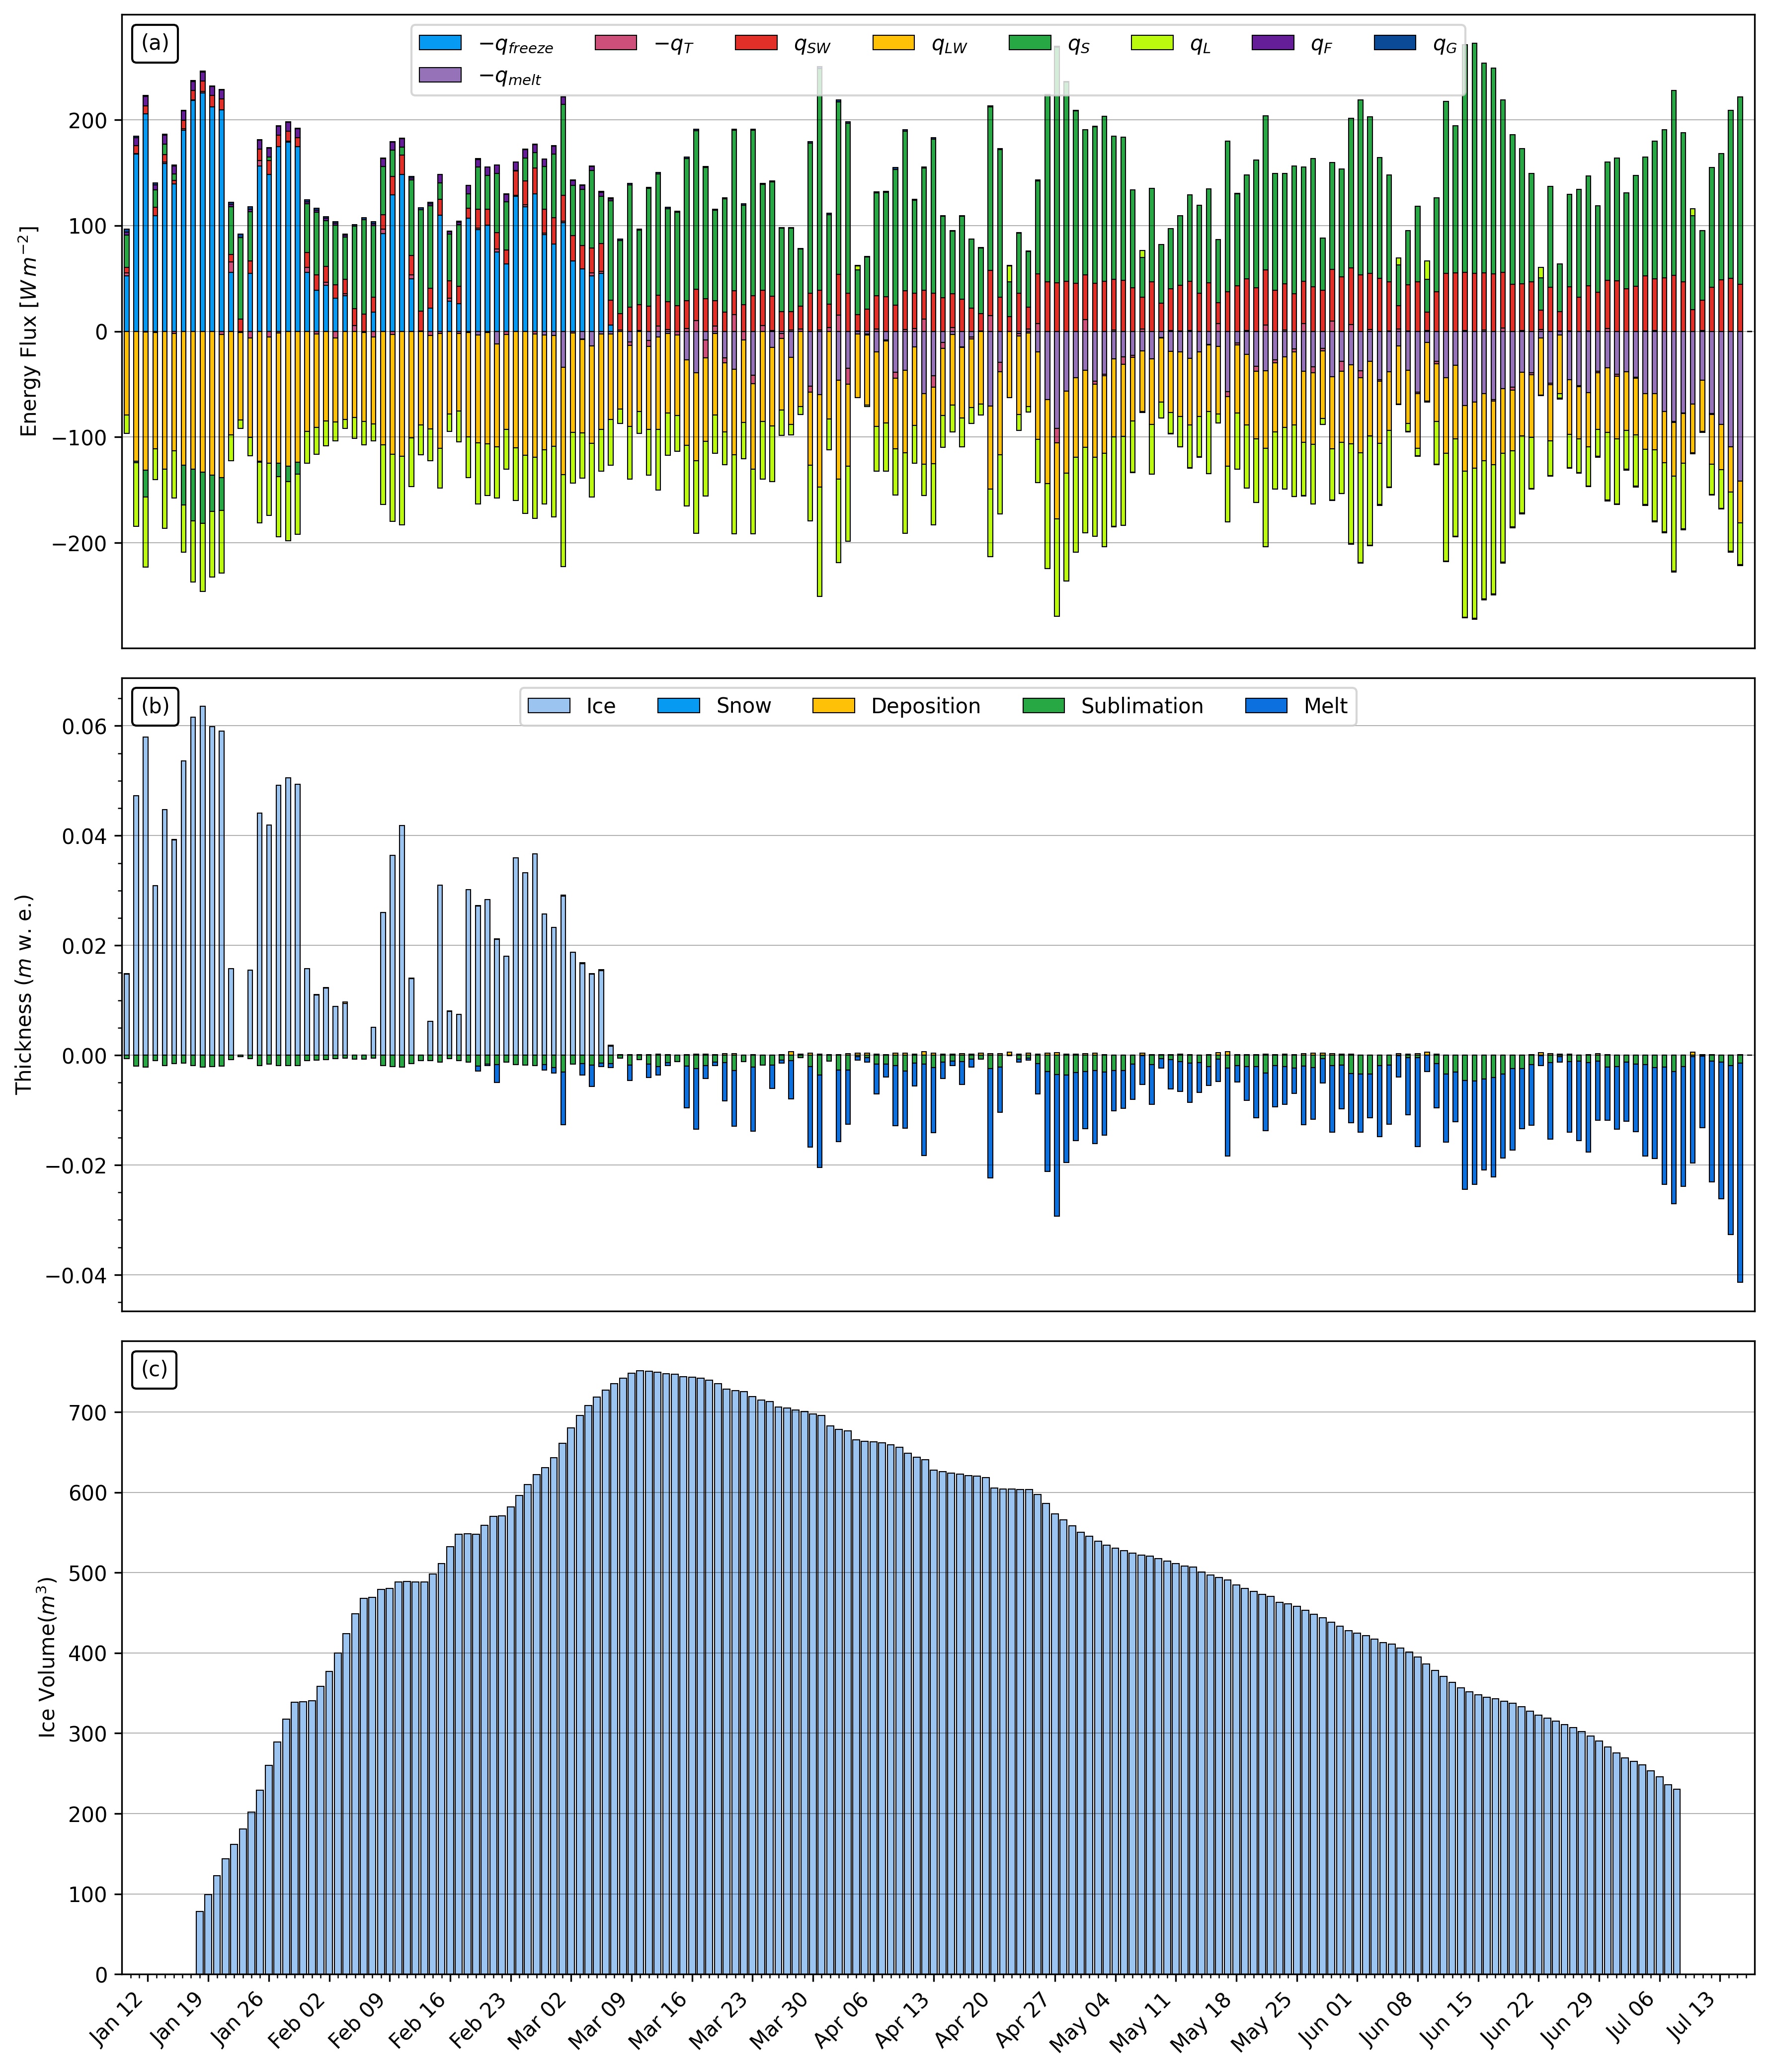 (a)
−q_freeze −q_T q_SW q_LW q_S q_L q_F q_G
−q_melt
200
100
0
−100
−200
Energy Flux [W m⁻²]
(b)
Ice Snow Deposition Sublimation Melt
0.06
0.04
0.02
0.00
−0.02
−0.04
Thickness (m w. e.)
(c)
700
600
500
400
300
200
100
0
Ice Volume(m³)
Jan 12 Jan 19 Jan 26 Feb 02 Feb 09 Feb 16 Feb 23 Mar 02 Mar 09 Mar 16 Mar 23 Mar 30 Apr 06 Apr 13 Apr 20 Apr 27 May 04 May 11 May 18 May 25 Jun 01 Jun 08 Jun 15 Jun 22 Jun 29 Jul 06 Jul 13